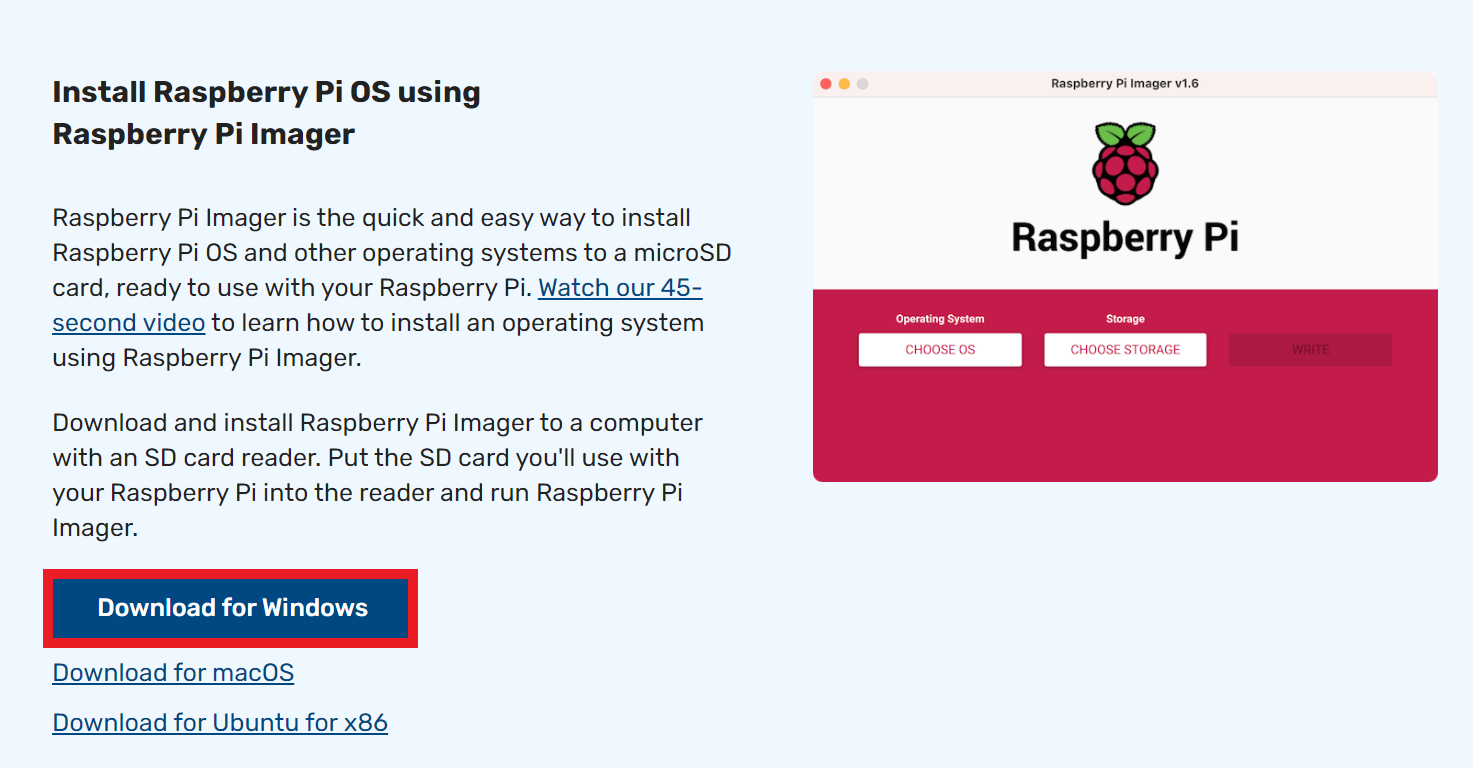 Install Raspberry Pi OS using
Raspberry Pi Imager
Raspberry Pi Imager is the quick and easy way to install
Raspberry Pi OS and other operating systems to a microSD
card, ready to use with your Raspberry Pi. Watch our 45-
second video to learn how to install an operating system
using Raspberry Pi Imager.
Download and install Raspberry Pi Imager to a computer
with an SD card reader. Put the SD card you'll use with
your Raspberry Pi into the reader and run Raspberry Pi
Imager.
Download for Windows
Download for macOS
Download for Ubuntu for x86
Raspberry Pi Imager v1.6
Raspberry Pi
Operating System
Storage
CHOOSE OS
CHOOSE STORAGE
WRITE